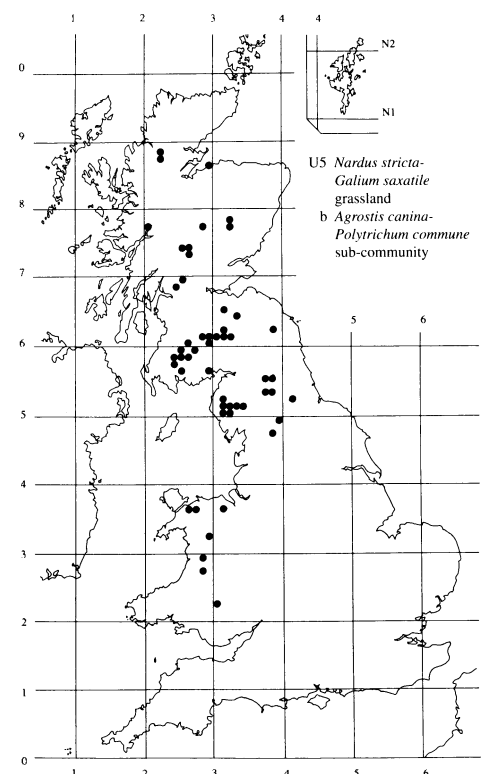 1 2 3 4 4
N2
0
N1
9
U5 Nardus stricta-
Galium saxatile
grassland
8
b Agrostis canina-
Polytrichum commune
sub-community
7
5 6
6
5
4
3
2
1
0
1 2 3 4 5 6